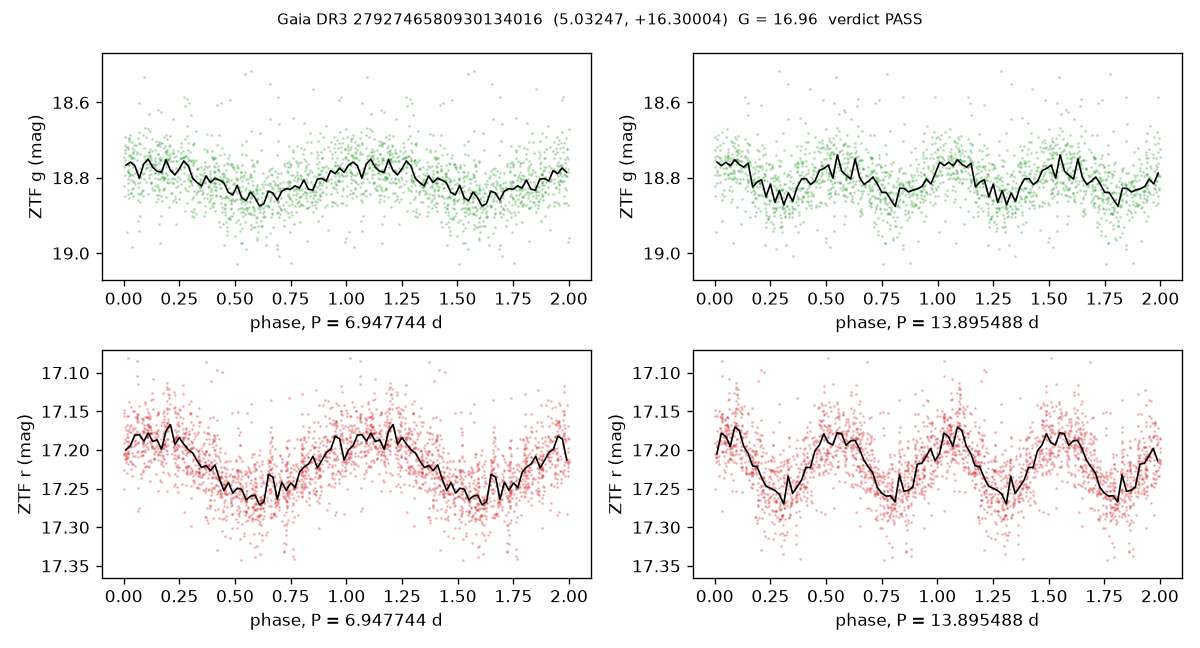 Gaia DR3 2792746580930134016 (5.03247, +16.30004) G = 16.96 verdict PASS
ZTF g (mag)
18.6
18.8
19.0
0.00 0.25 0.50 0.75 1.00 1.25 1.50 1.75 2.00
phase, P = 6.947744 d
ZTF g (mag)
18.6
18.8
19.0
0.00 0.25 0.50 0.75 1.00 1.25 1.50 1.75 2.00
phase, P = 13.895488 d
ZTF r (mag)
17.10
17.15
17.20
17.25
17.30
17.35
0.00 0.25 0.50 0.75 1.00 1.25 1.50 1.75 2.00
phase, P = 6.947744 d
ZTF r (mag)
17.10
17.15
17.20
17.25
17.30
17.35
0.00 0.25 0.50 0.75 1.00 1.25 1.50 1.75 2.00
phase, P = 13.895488 d